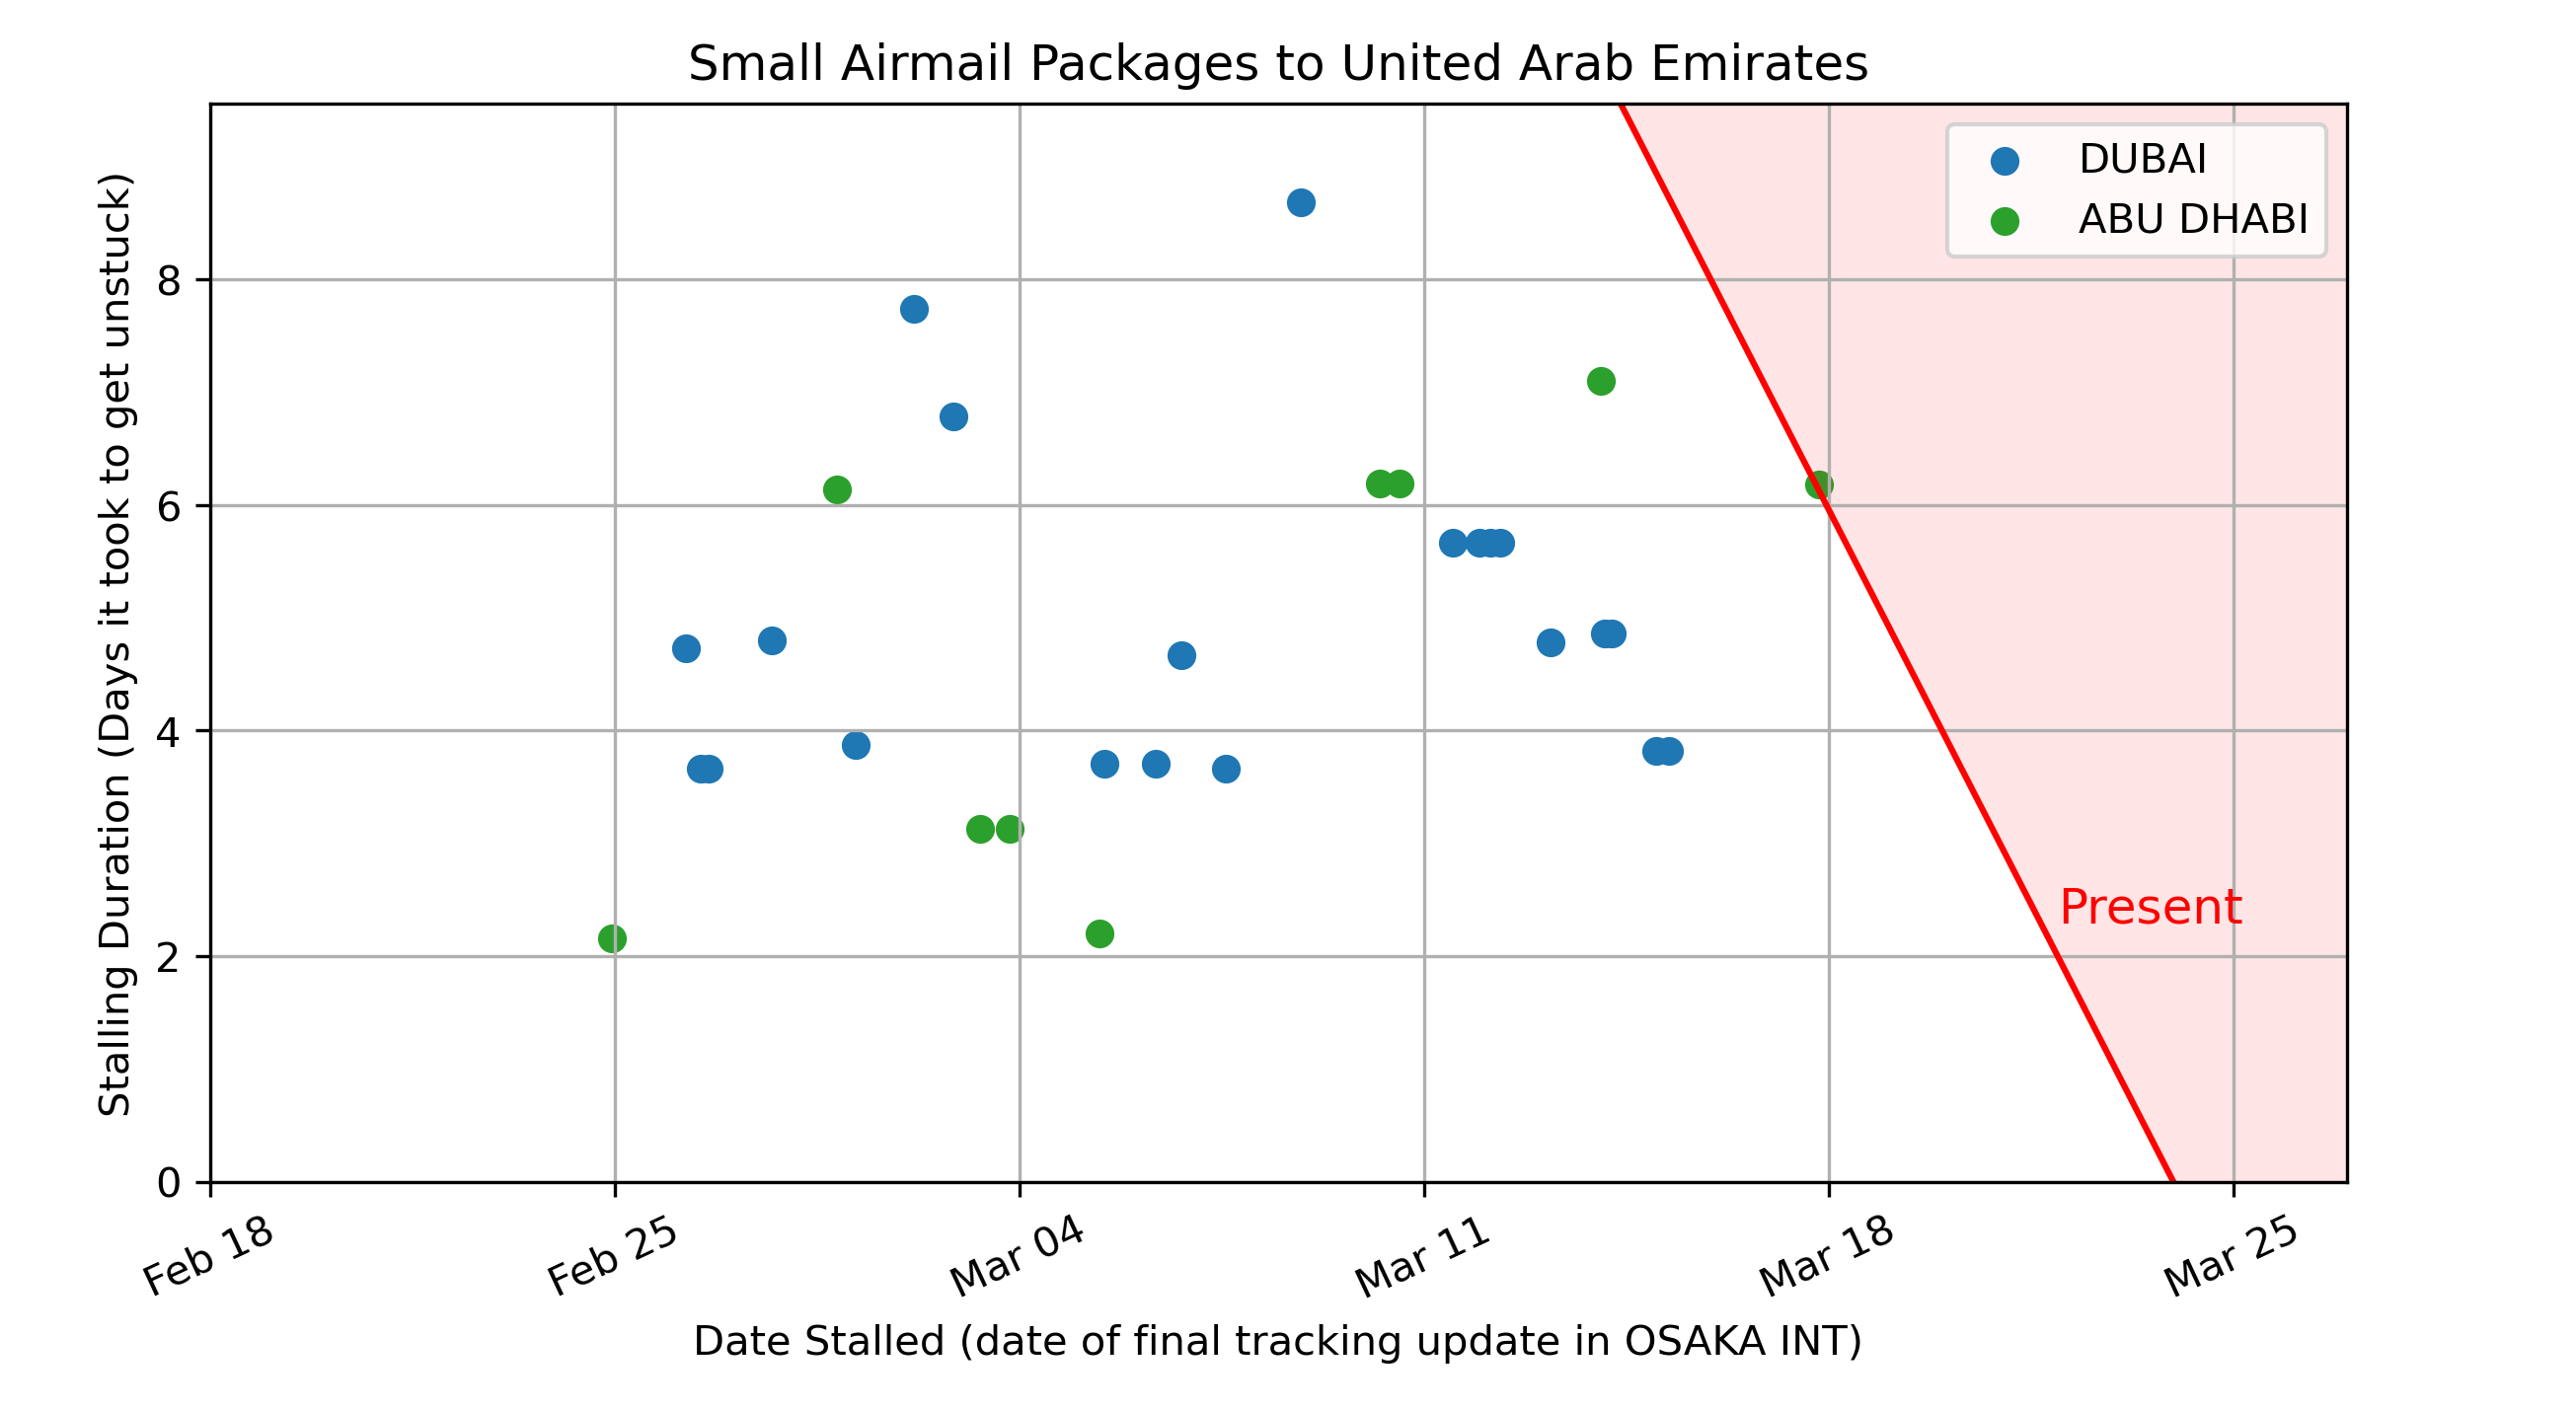 Small Airmail Packages to United Arab Emirates
DUBAI
ABU DHABI
Stalling Duration (Days it took to get unstuck)
8
6
4
2
0
Present
Feb 18
Feb 25
Mar 04
Mar 11
Mar 18
Mar 25
Date Stalled (date of final tracking update in OSAKA INT)